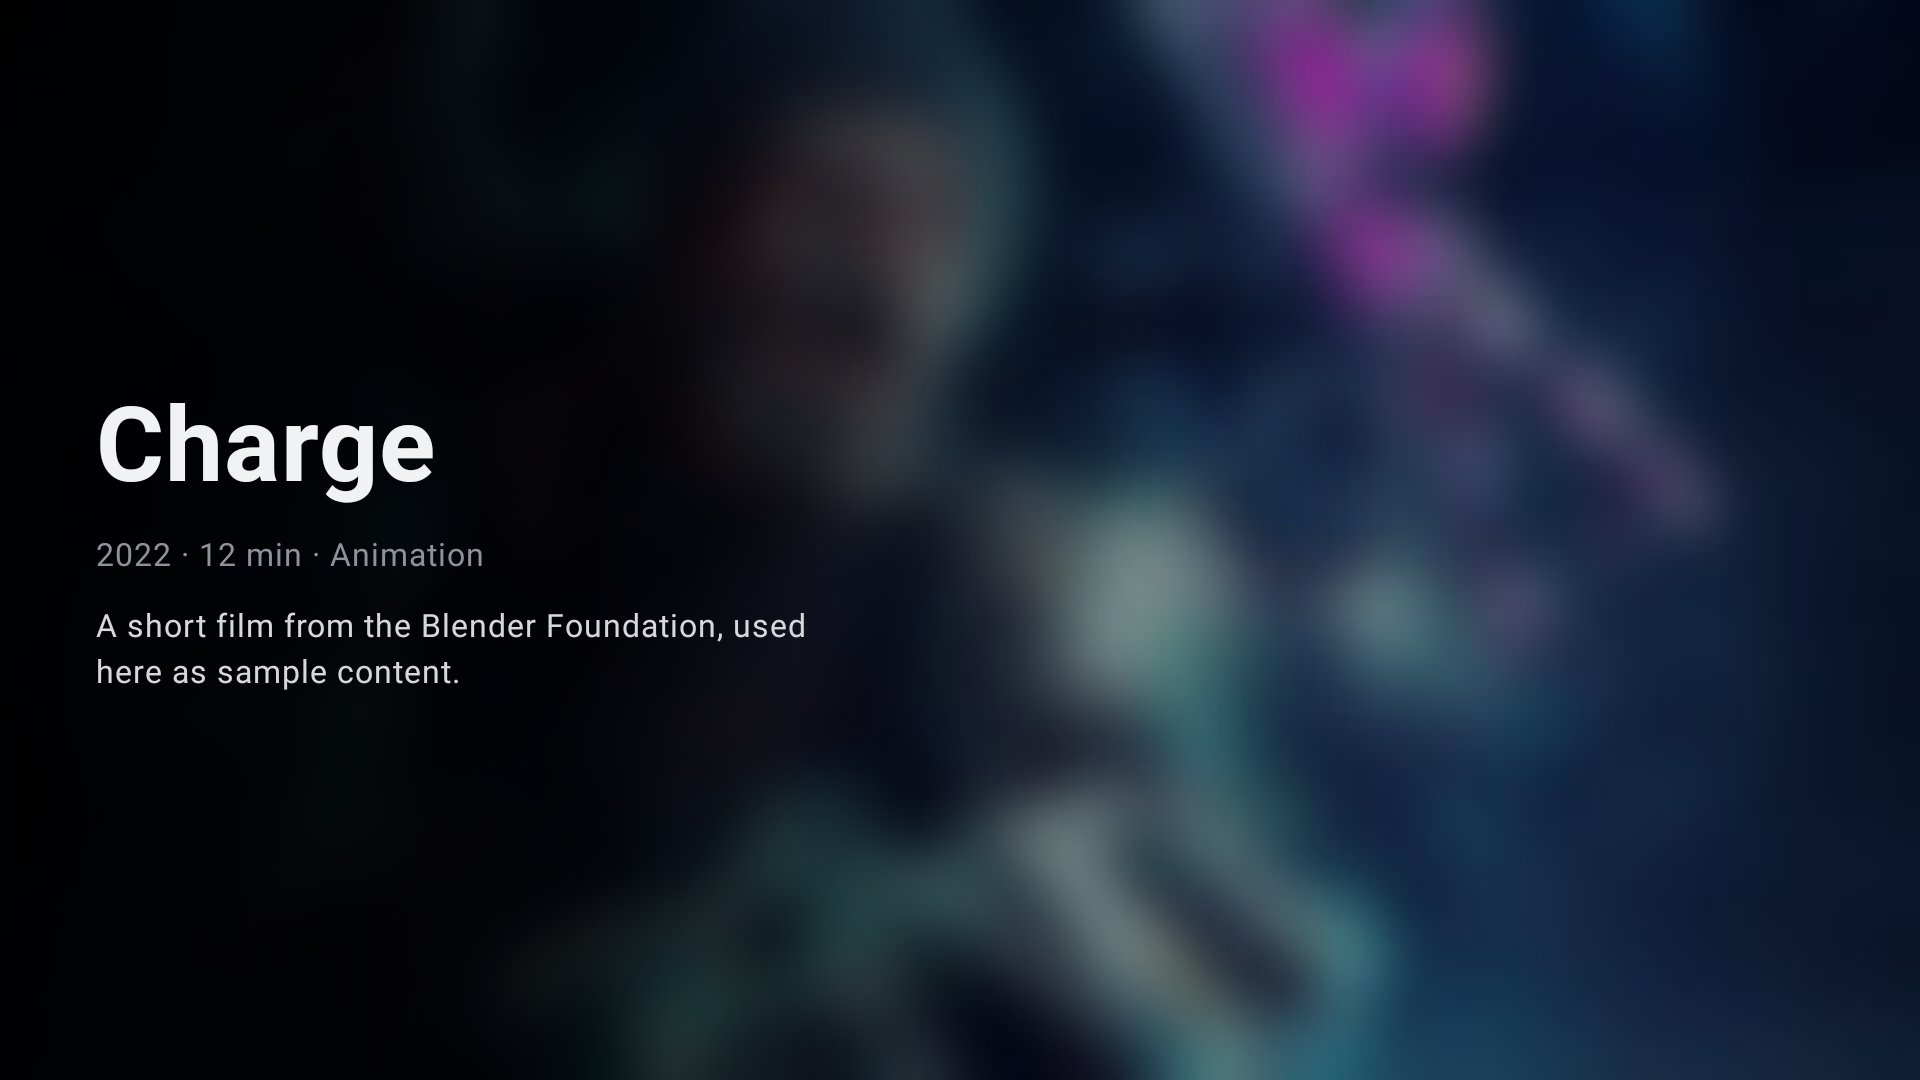 Charge
2022 · 12 min · Animation
A short film from the Blender Foundation, used
here as sample content.